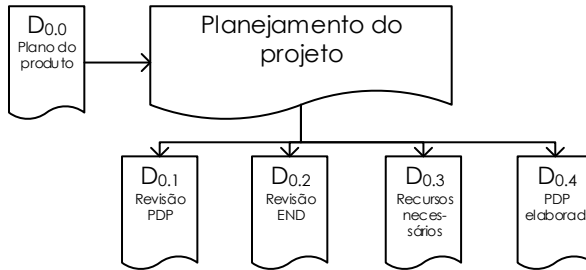 D0.0
Plano do
produto
Planejamento do
projeto
D0.1
Revisão
PDP
D0.2
Revisão
END
D0.3
Recursos
neces-
sários
D0.4
PDP
elaborad